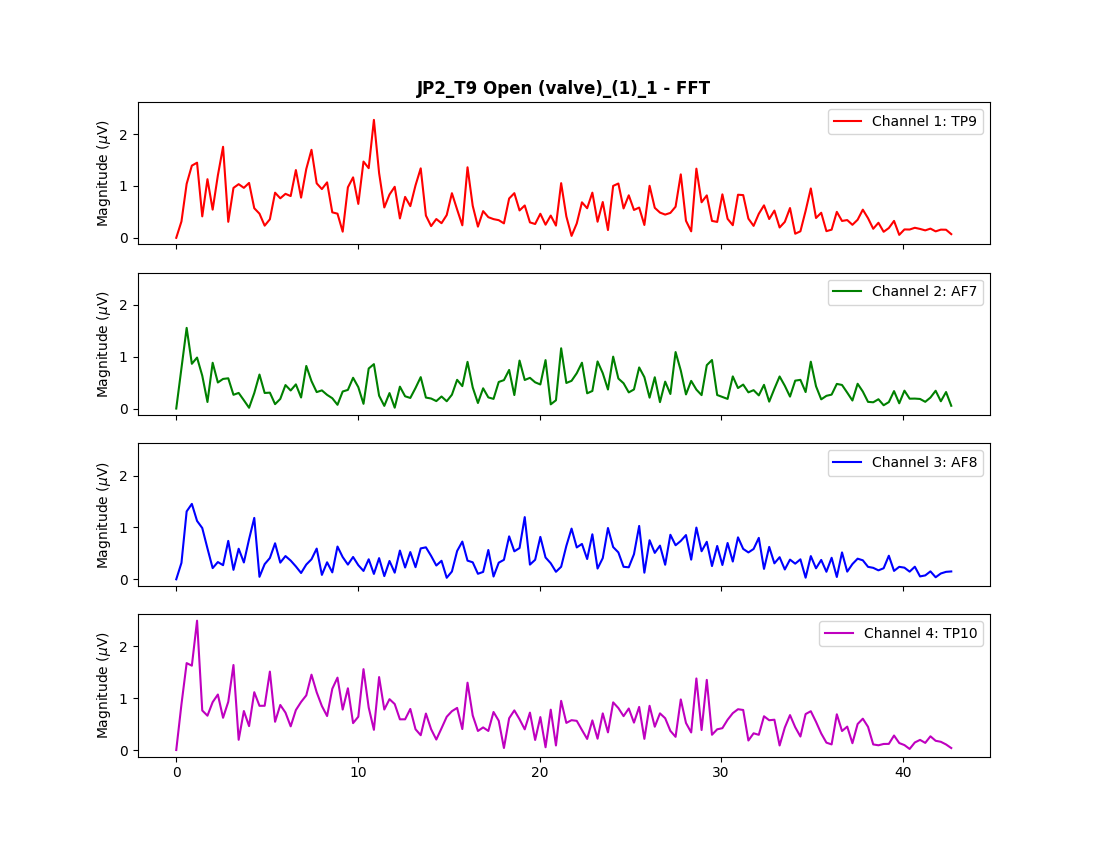 JP2_T9 Open (valve)_(1)_1 - FFT
Magnitude (μV)
2
1
0
Channel 1: TP9
Magnitude (μV)
2
1
0
Channel 2: AF7
Magnitude (μV)
2
1
0
Channel 3: AF8
Magnitude (μV)
2
1
0
Channel 4: TP10
0 10 20 30 40